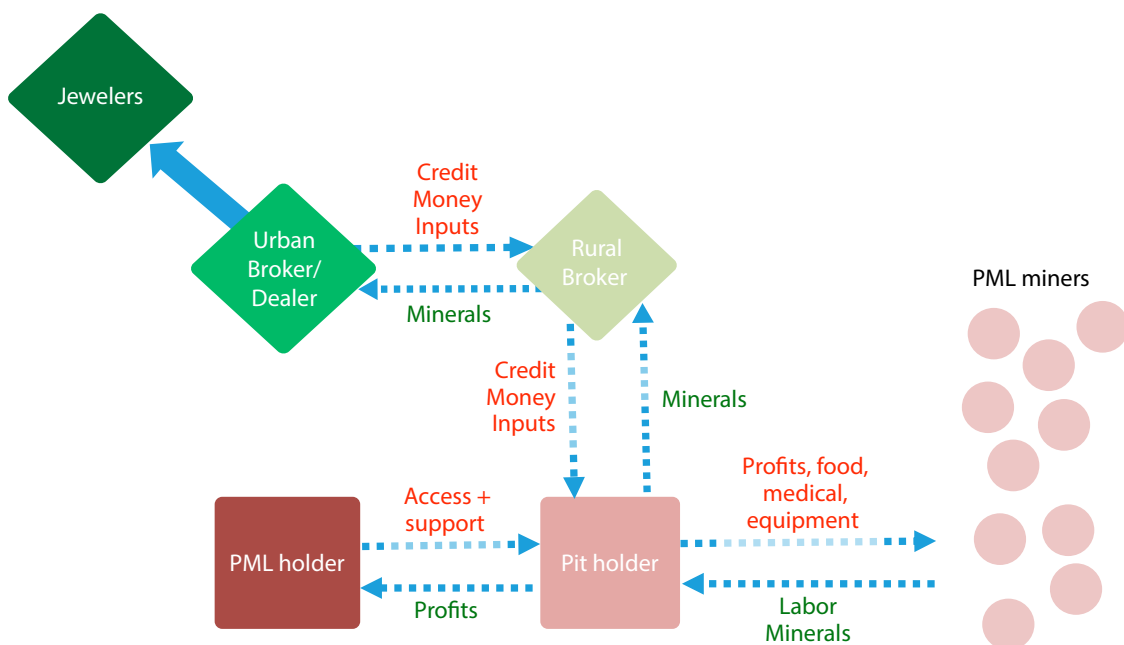 Jewelers
Credit
Money
Inputs
Urban
Broker/
Dealer
Rural
Broker
Minerals
PML miners
Credit
Money
Inputs
Minerals
Profits, food,
medical,
equipment
Access +
support
PML holder
Pit holder
Profits
Labor
Minerals